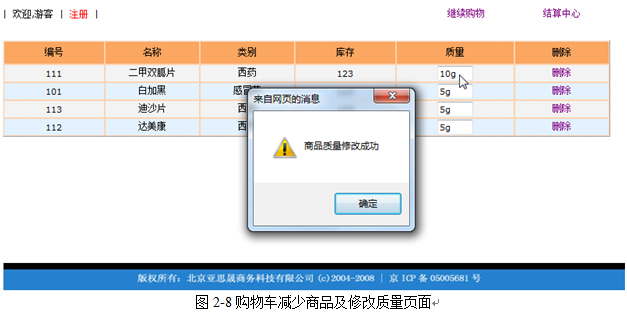 | 欢迎,游客 | 注册 | 继续购物 结算中心
编号 名称 类别 库存 质量 删除
111 二甲双胍片 西药 123 10g 删除
101 白加黑 感冒 5g 删除
113 迪沙片 西 5g 删除
112 达美康 西 5g 删除
来自网页的消息
商品质量修改成功
确定
版权所有：北京亚思晟商务科技有限公司 (c)2004-2008 | 京 ICP 备 05005681 号
图 2-8 购物车减少商品及修改质量页面